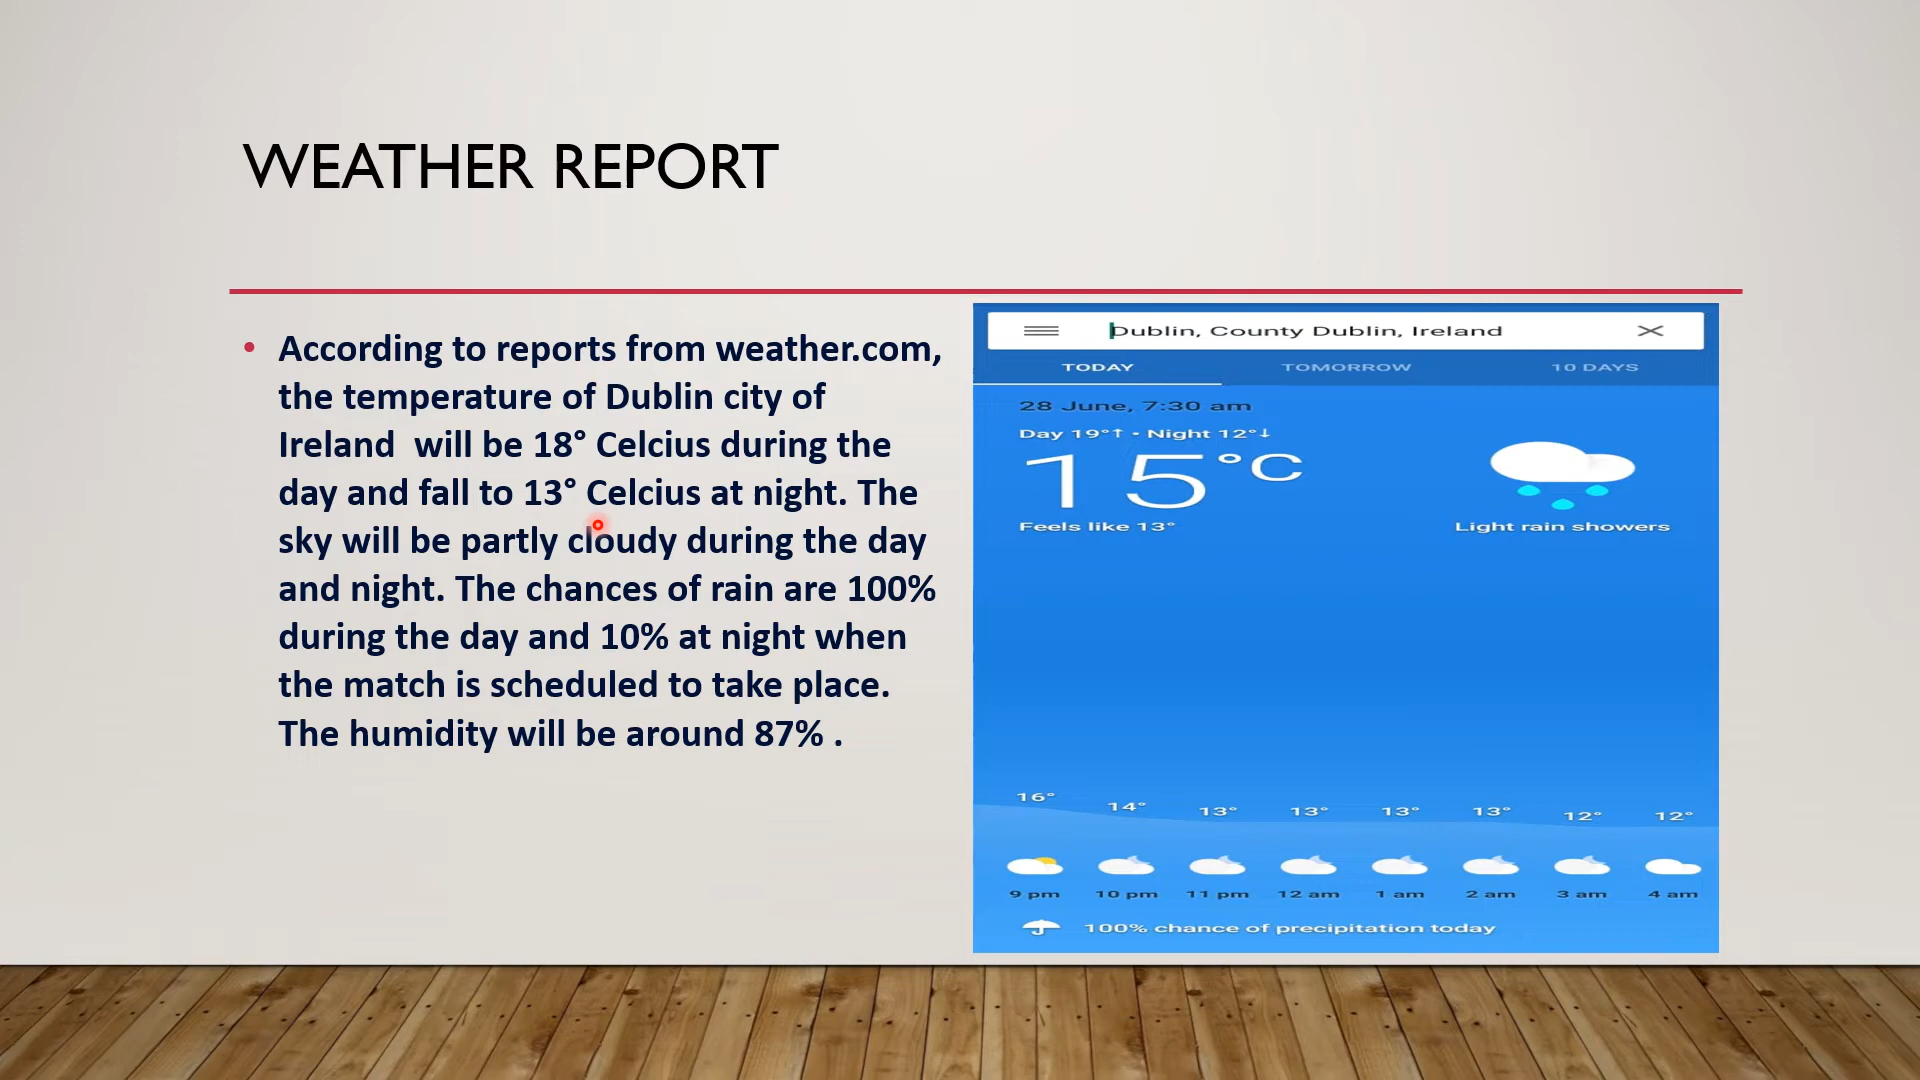 WEATHER REPORT
• According to reports from weather.com,
the temperature of Dublin city of
Ireland will be 18° Celcius during the
day and fall to 13° Celcius at night. The
sky will be partly cloudy during the day
and night. The chances of rain are 100%
during the day and 10% at night when
the match is scheduled to take place.
The humidity will be around 87% .
Dublin, County Dublin, Ireland
TODAY TOMORROW 10 DAYS
28 June, 7:30 am
Day 19°↑ • Night 12°↓
15°C
Feels like 13°
Light rain showers
16° 14° 13° 13° 13° 13° 12° 12°
9 pm 10 pm 11 pm 12 am 1 am 2 am 3 am 4 am
100% chance of precipitation today